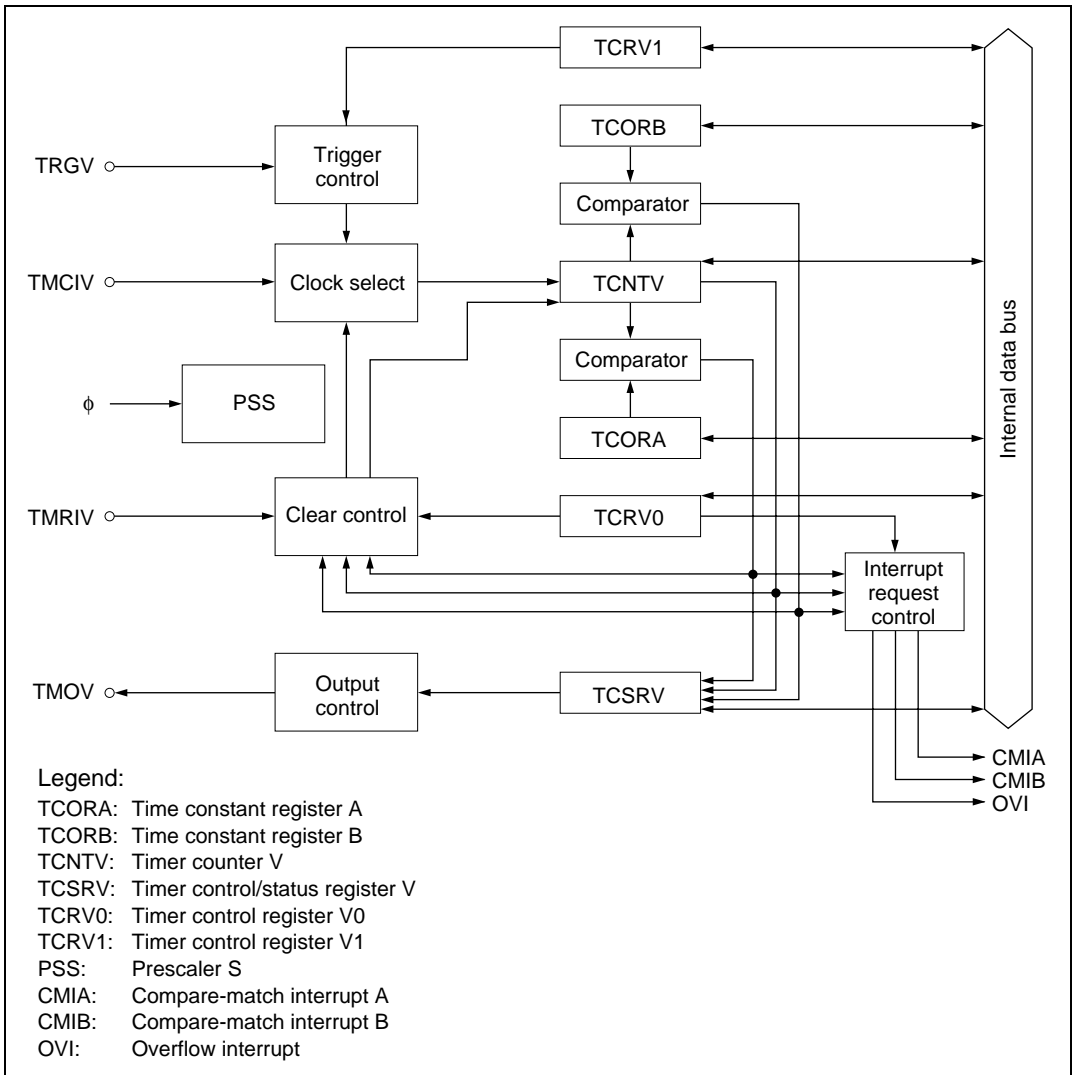 TCRV1
TCORB
TRGV
Trigger
control
Comparator
TMCIV
Clock select
TCNTV
Comparator
φ
PSS
TCORA
Internal data bus
TMRIV
Clear control
TCRV0
Interrupt
request
control
TMOV
Output
control
TCSRV
CMIA
CMIB
OVI
Legend:
TCORA: Time constant register A
TCORB: Time constant register B
TCNTV: Timer counter V
TCSRV: Timer control/status register V
TCRV0: Timer control register V0
TCRV1: Timer control register V1
PSS: Prescaler S
CMIA: Compare-match interrupt A
CMIB: Compare-match interrupt B
OVI: Overflow interrupt